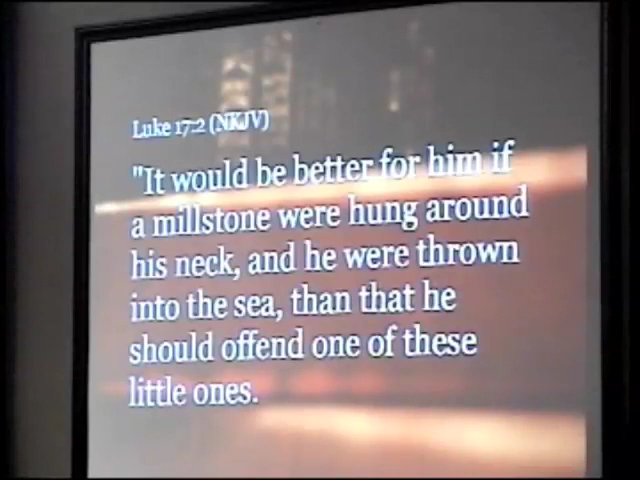 Luke 17:2 (NKJV)
"It would be better for him if
a millstone were hung around
his neck, and he were thrown
into the sea, than that he
should offend one of these
little ones.